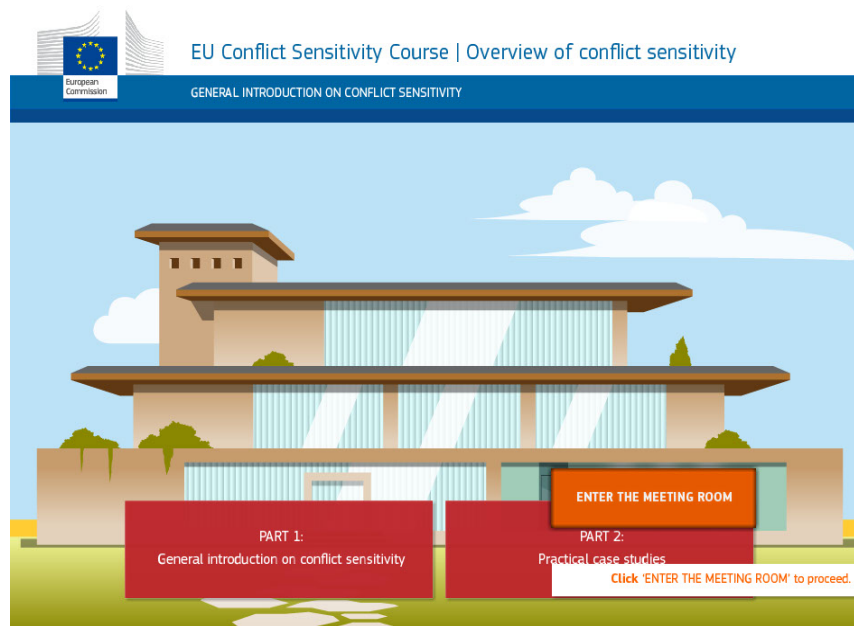 EU Conflict Sensitivity Course | Overview of conflict sensitivity
European
Commission
GENERAL INTRODUCTION ON CONFLICT SENSITIVITY
ENTER THE MEETING ROOM
PART 1:
General introduction on conflict sensitivity
PART 2:
Practical case studies
Click 'ENTER THE MEETING ROOM' to proceed.